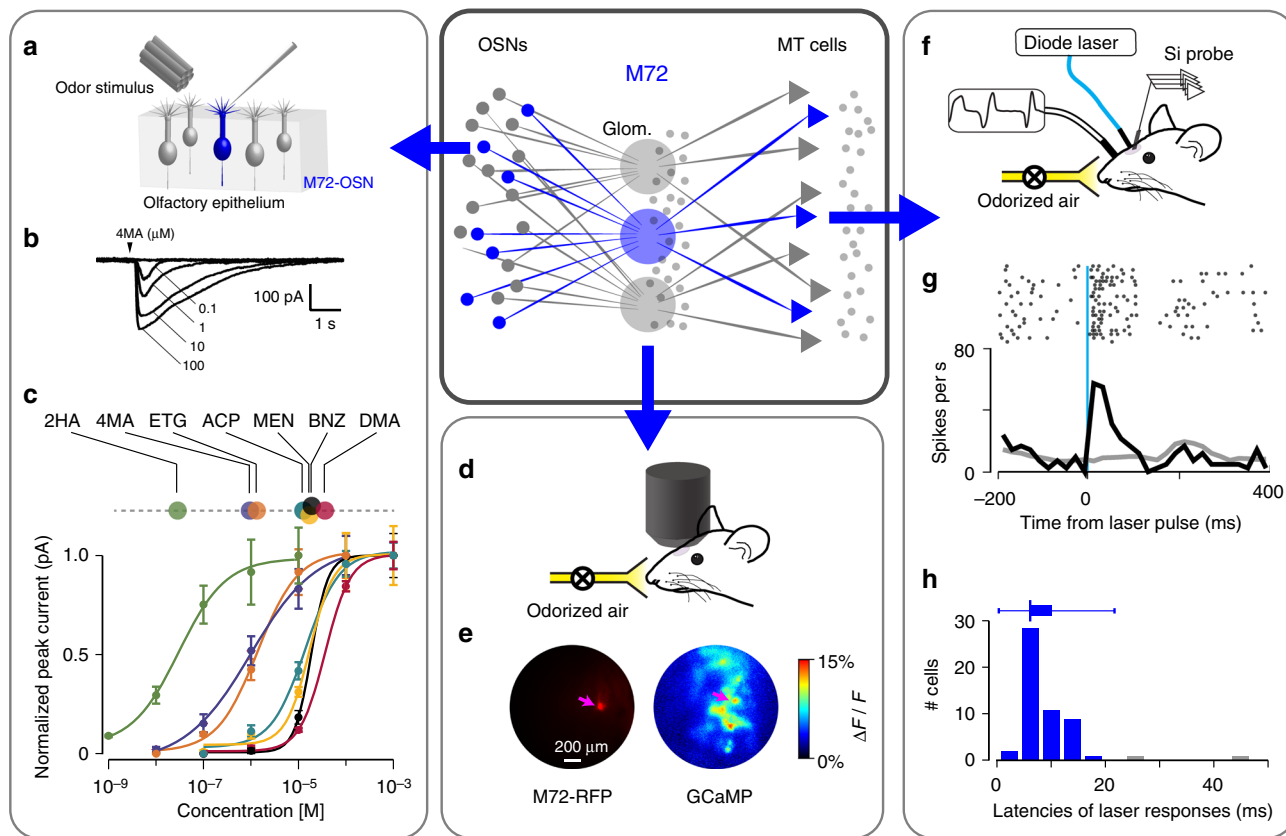 a
Odor stimulus
M72-OSN
Olfactory epithelium
b
4MA (μM)
0.1
1
10
100
100 pA
1 s
c
2HA 4MA ETG ACP MEN BNZ DMA
Normalized peak current (pA)
1.0
0.5
0
10⁻⁹ 10⁻⁷ 10⁻⁵ 10⁻³
Concentration [M]
OSNs
MT cells
M72
Glom.
d
Odorized air
e
200 μm
15%
0%
ΔF / F
M72-RFP
GCaMP
f
Diode laser
Si probe
Odorized air
g
80
Spikes per s
0
−200 0 400
Time from laser pulse (ms)
h
30
20
10
0
# cells
0 20 40
Latencies of laser responses (ms)